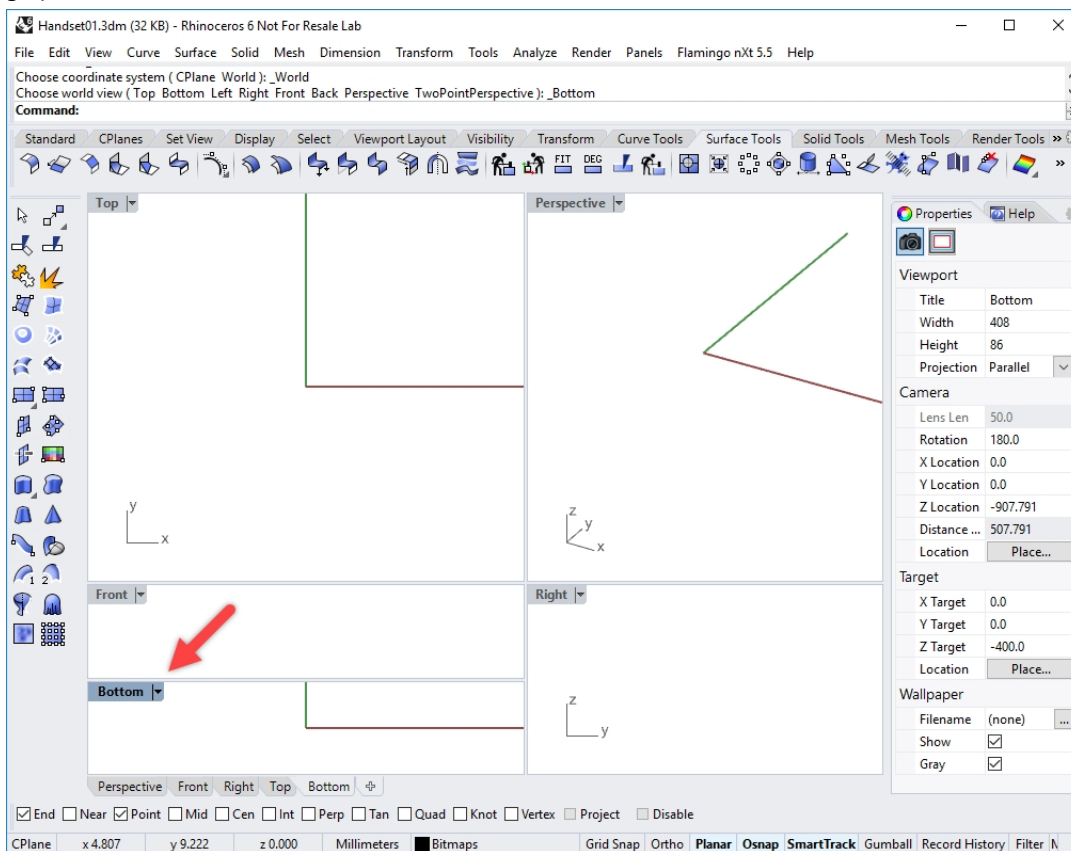 Handset01.3dm (32 KB) - Rhinoceros 6 Not For Resale Lab
File Edit View Curve Surface Solid Mesh Dimension Transform Tools Analyze Render Panels Flamingo nXt 5.5 Help
Choose coordinate system ( CPlane World ): _World
Choose world view ( Top Bottom Left Right Front Back Perspective TwoPointPerspective ): _Bottom
Command:
Standard CPlanes Set View Display Select Viewport Layout Visibility Transform Curve Tools Surface Tools Solid Tools Mesh Tools Render Tools »
FIT DEG »
Top
y
x
Perspective
z
y
x
Front
Right
z
y
Bottom
1 2
Properties Help
Viewport
Title Bottom
Width 408
Height 86
Projection Parallel
Camera
Lens Len 50.0
Rotation 180.0
X Location 0.0
Y Location 0.0
Z Location -907.791
Distance ... 507.791
Location Place...
Target
X Target 0.0
Y Target 0.0
Z Target -400.0
Location Place...
Wallpaper
Filename (none) ...
Show
Gray
Perspective Front Right Top Bottom
End Near Point Mid Cen Int Perp Tan Quad Knot Vertex Project Disable
CPlane x 4.807 y 9.222 z 0.000 Millimeters Bitmaps Grid Snap Ortho Planar Osnap SmartTrack Gumball Record History Filter